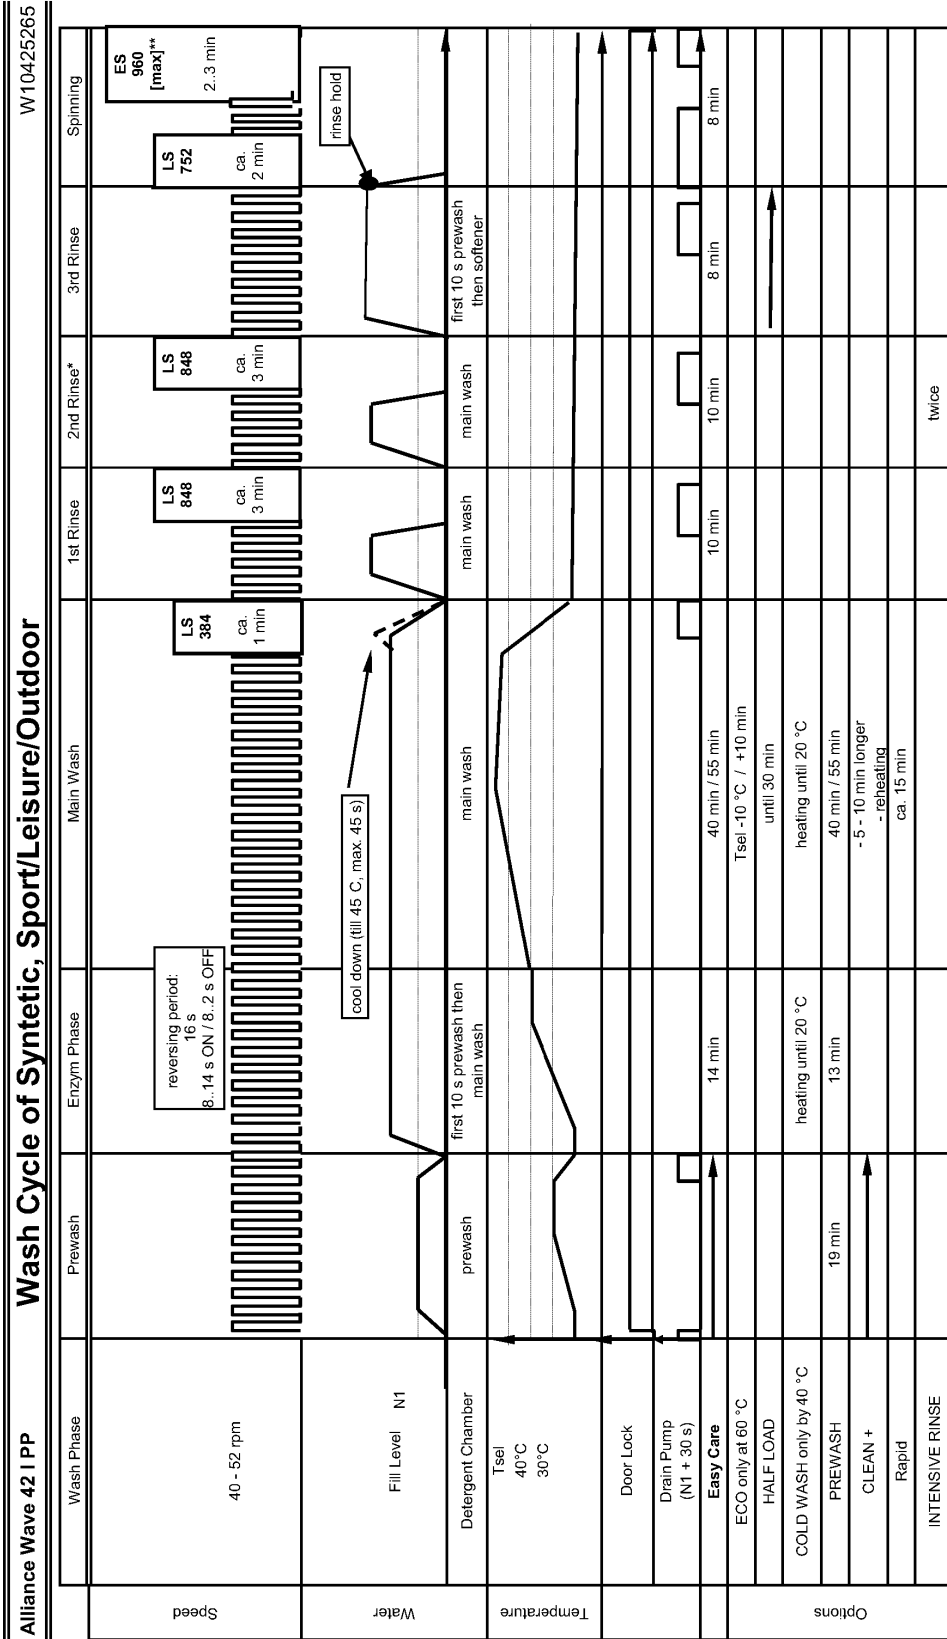 Alliance Wave 42 l PP
Wash Cycle of Syntetic, Sport/Leisure/Outdoor
W10425265
Wash Phase
Prewash
Enzym Phase
Main Wash
1st Rinse
2nd Rinse*
3rd Rinse
Spinning
Speed
40 - 52 rpm
reversing period:
16 s
8..14 s ON / 8..2 s OFF
LS
384
ca.
1 min
LS
848
ca.
3 min
LS
848
ca.
3 min
LS
752
ca.
2 min
ES
960
[max]**
2..3 min
Water
Fill Level
N1
cool down (till 45 C, max. 45 s)
rinse hold
Detergent Chamber
prewash
first 10 s prewash then
main wash
main wash
main wash
main wash
first 10 s prewash
then softener
Temperature
Tsel
40°C
30°C
Door Lock
Drain Pump
(N1 + 30 s)
Options
Easy Care
14 min
40 min / 55 min
10 min
10 min
8 min
8 min
ECO only at 60 °C
Tsel -10 °C / +10 min
HALF LOAD
until 30 min
COLD WASH only by 40 °C
heating until 20 °C
heating until 20 °C
PREWASH
19 min
13 min
40 min / 55 min
CLEAN +
- 5 - 10 min longer
- reheating
Rapid
ca. 15 min
INTENSIVE RINSE
twice